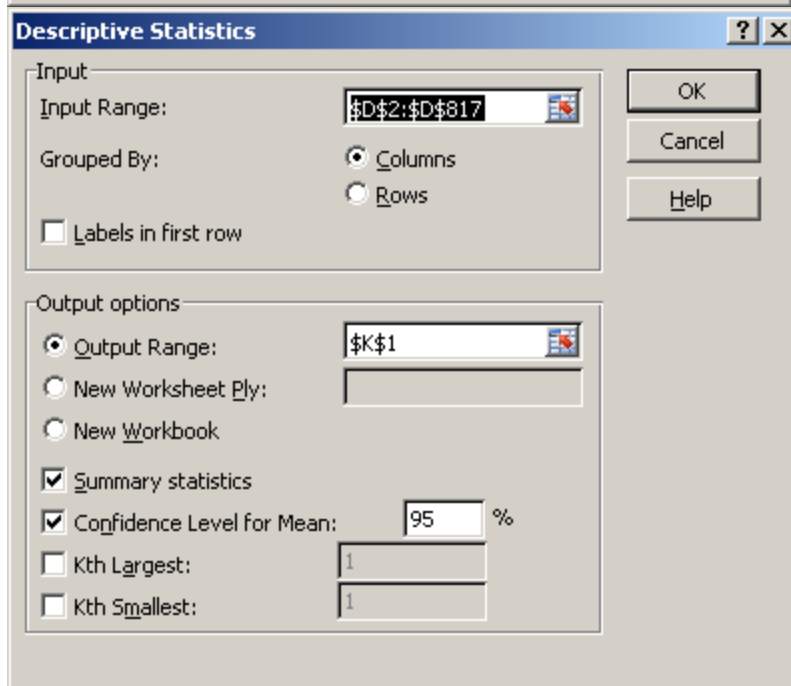 Descriptive Statistics ? X
Input
Input Range: $D$2:$D$817
OK
Grouped By: Columns
Cancel
Rows
Help
Labels in first row
Output options
Output Range: $K$1
New Worksheet Ply:
New Workbook
Summary statistics
Confidence Level for Mean: 95 %
Kth Largest: 1
Kth Smallest: 1